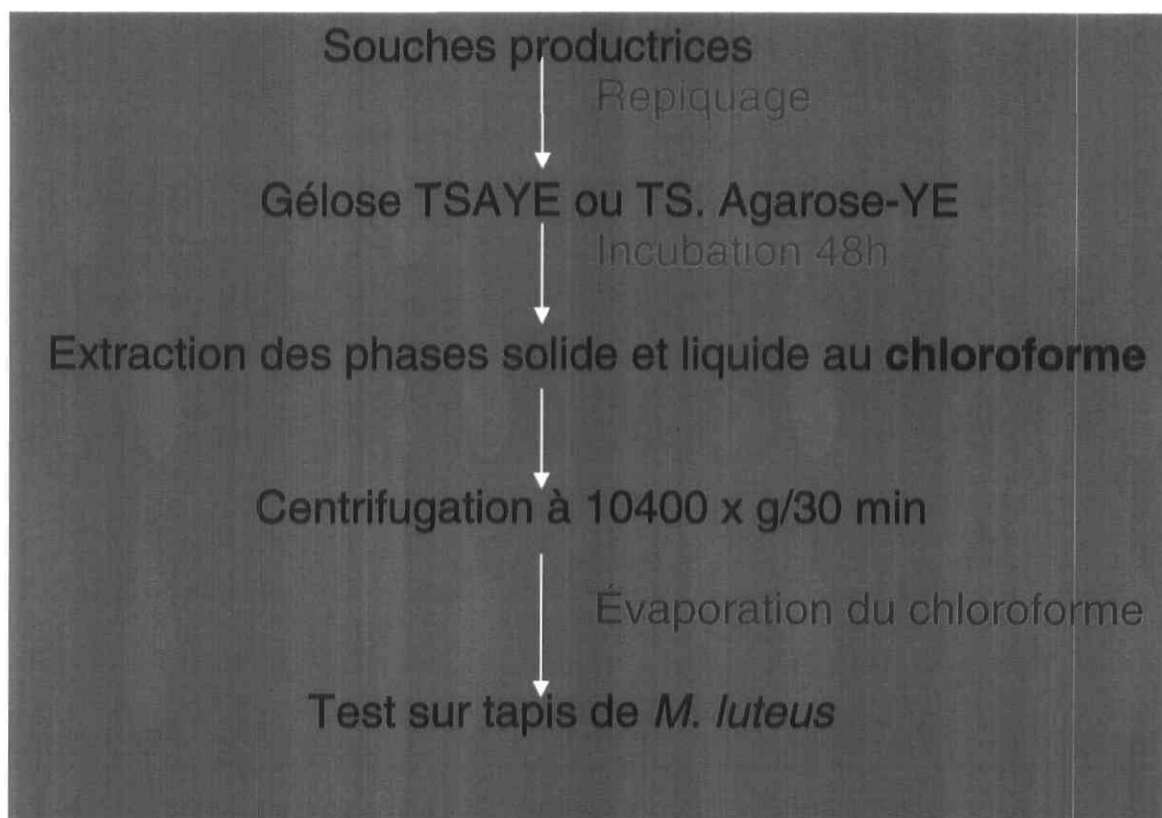 Souches productrices
Repiquage
Gélose TSAYE ou TS. Agarose-YE
Incubation 48h
Extraction des phases solide et liquide au chloroforme
Centrifugation à 10400 x g/30 min
Évaporation du chloroforme
Test sur tapis de M. luteus